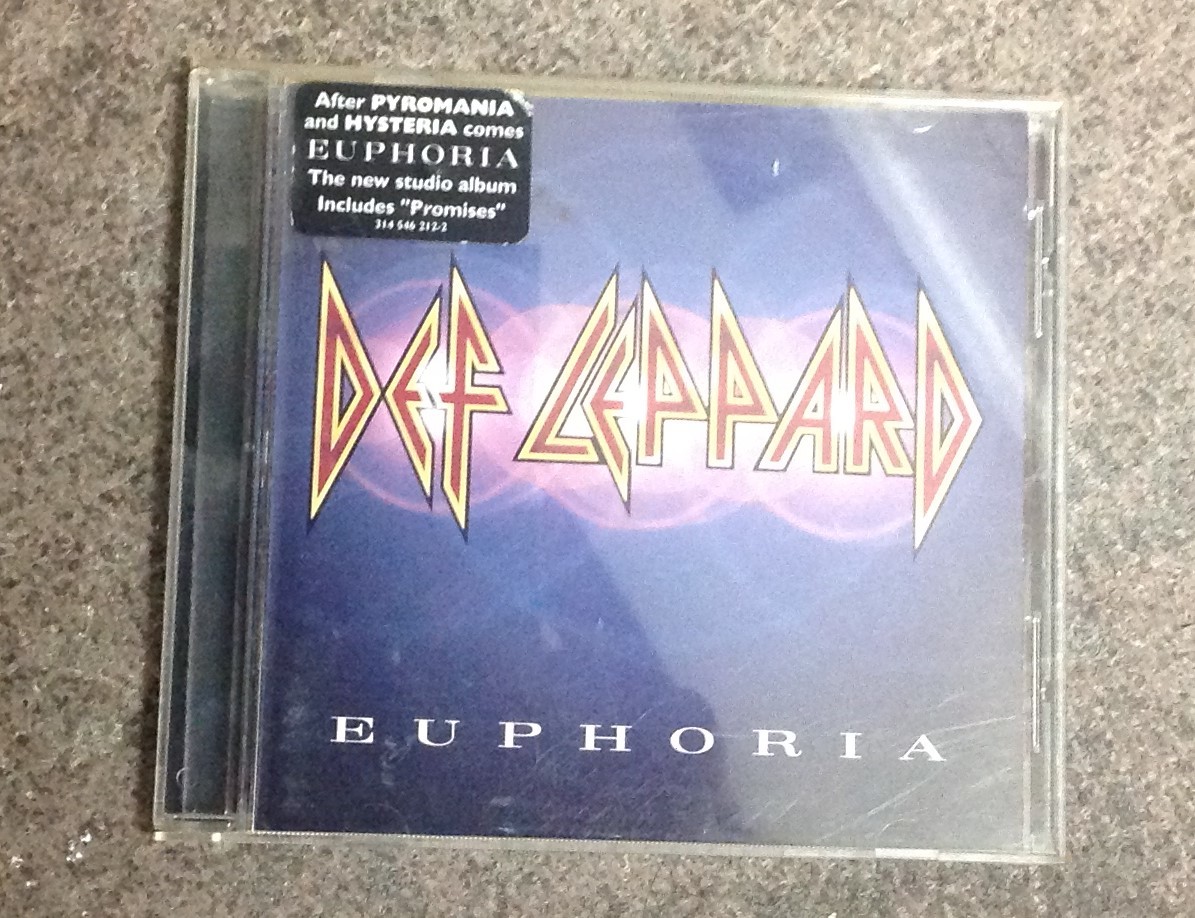 After PYROMANIA
and HYSTERIA comes
EUPHORIA
The new studio album
Includes "Promises"
314 546 212-2
DEF LEPPARD
EUPHORIA